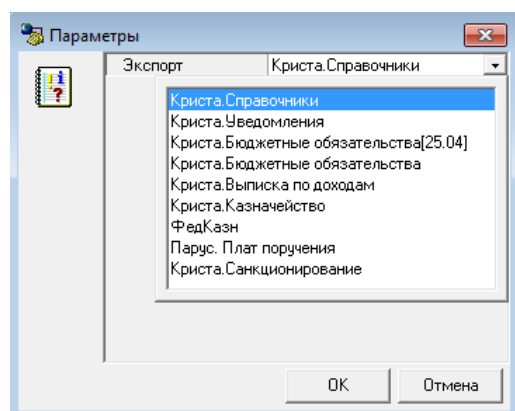 Параметры
Экспорт Криста.Справочники
Криста.Справочники
Криста.Уведомления
Криста.Бюджетные обязательства[25.04]
Криста.Бюджетные обязательства
Криста.Выписка по доходам
Криста.Казначейство
ФедКазн
Парус. Плат поручения
Криста.Санкционирование
OK Отмена